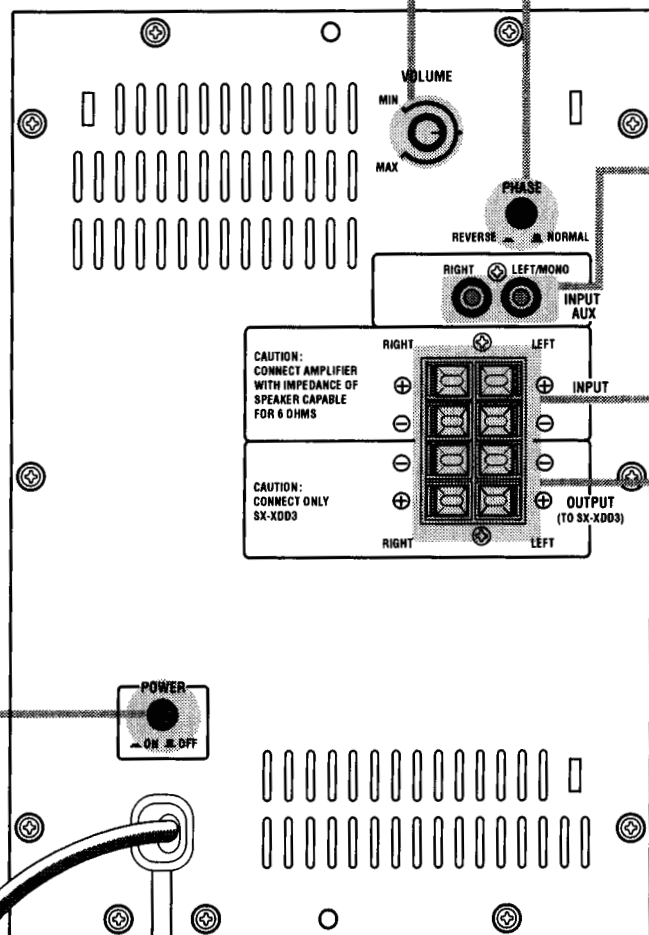 VOLUME
MIN
MAX
PHASE
REVERSE NORMAL
RIGHT LEFT/MONO
INPUT
AUX
RIGHT LEFT
CAUTION:
CONNECT AMPLIFIER
WITH IMPEDANCE OF
SPEAKER CAPABLE
FOR 6 OHMS
INPUT
CAUTION:
CONNECT ONLY
SX-XDD3
OUTPUT
(TO SX-XDD3)
RIGHT LEFT
POWER
ON OFF